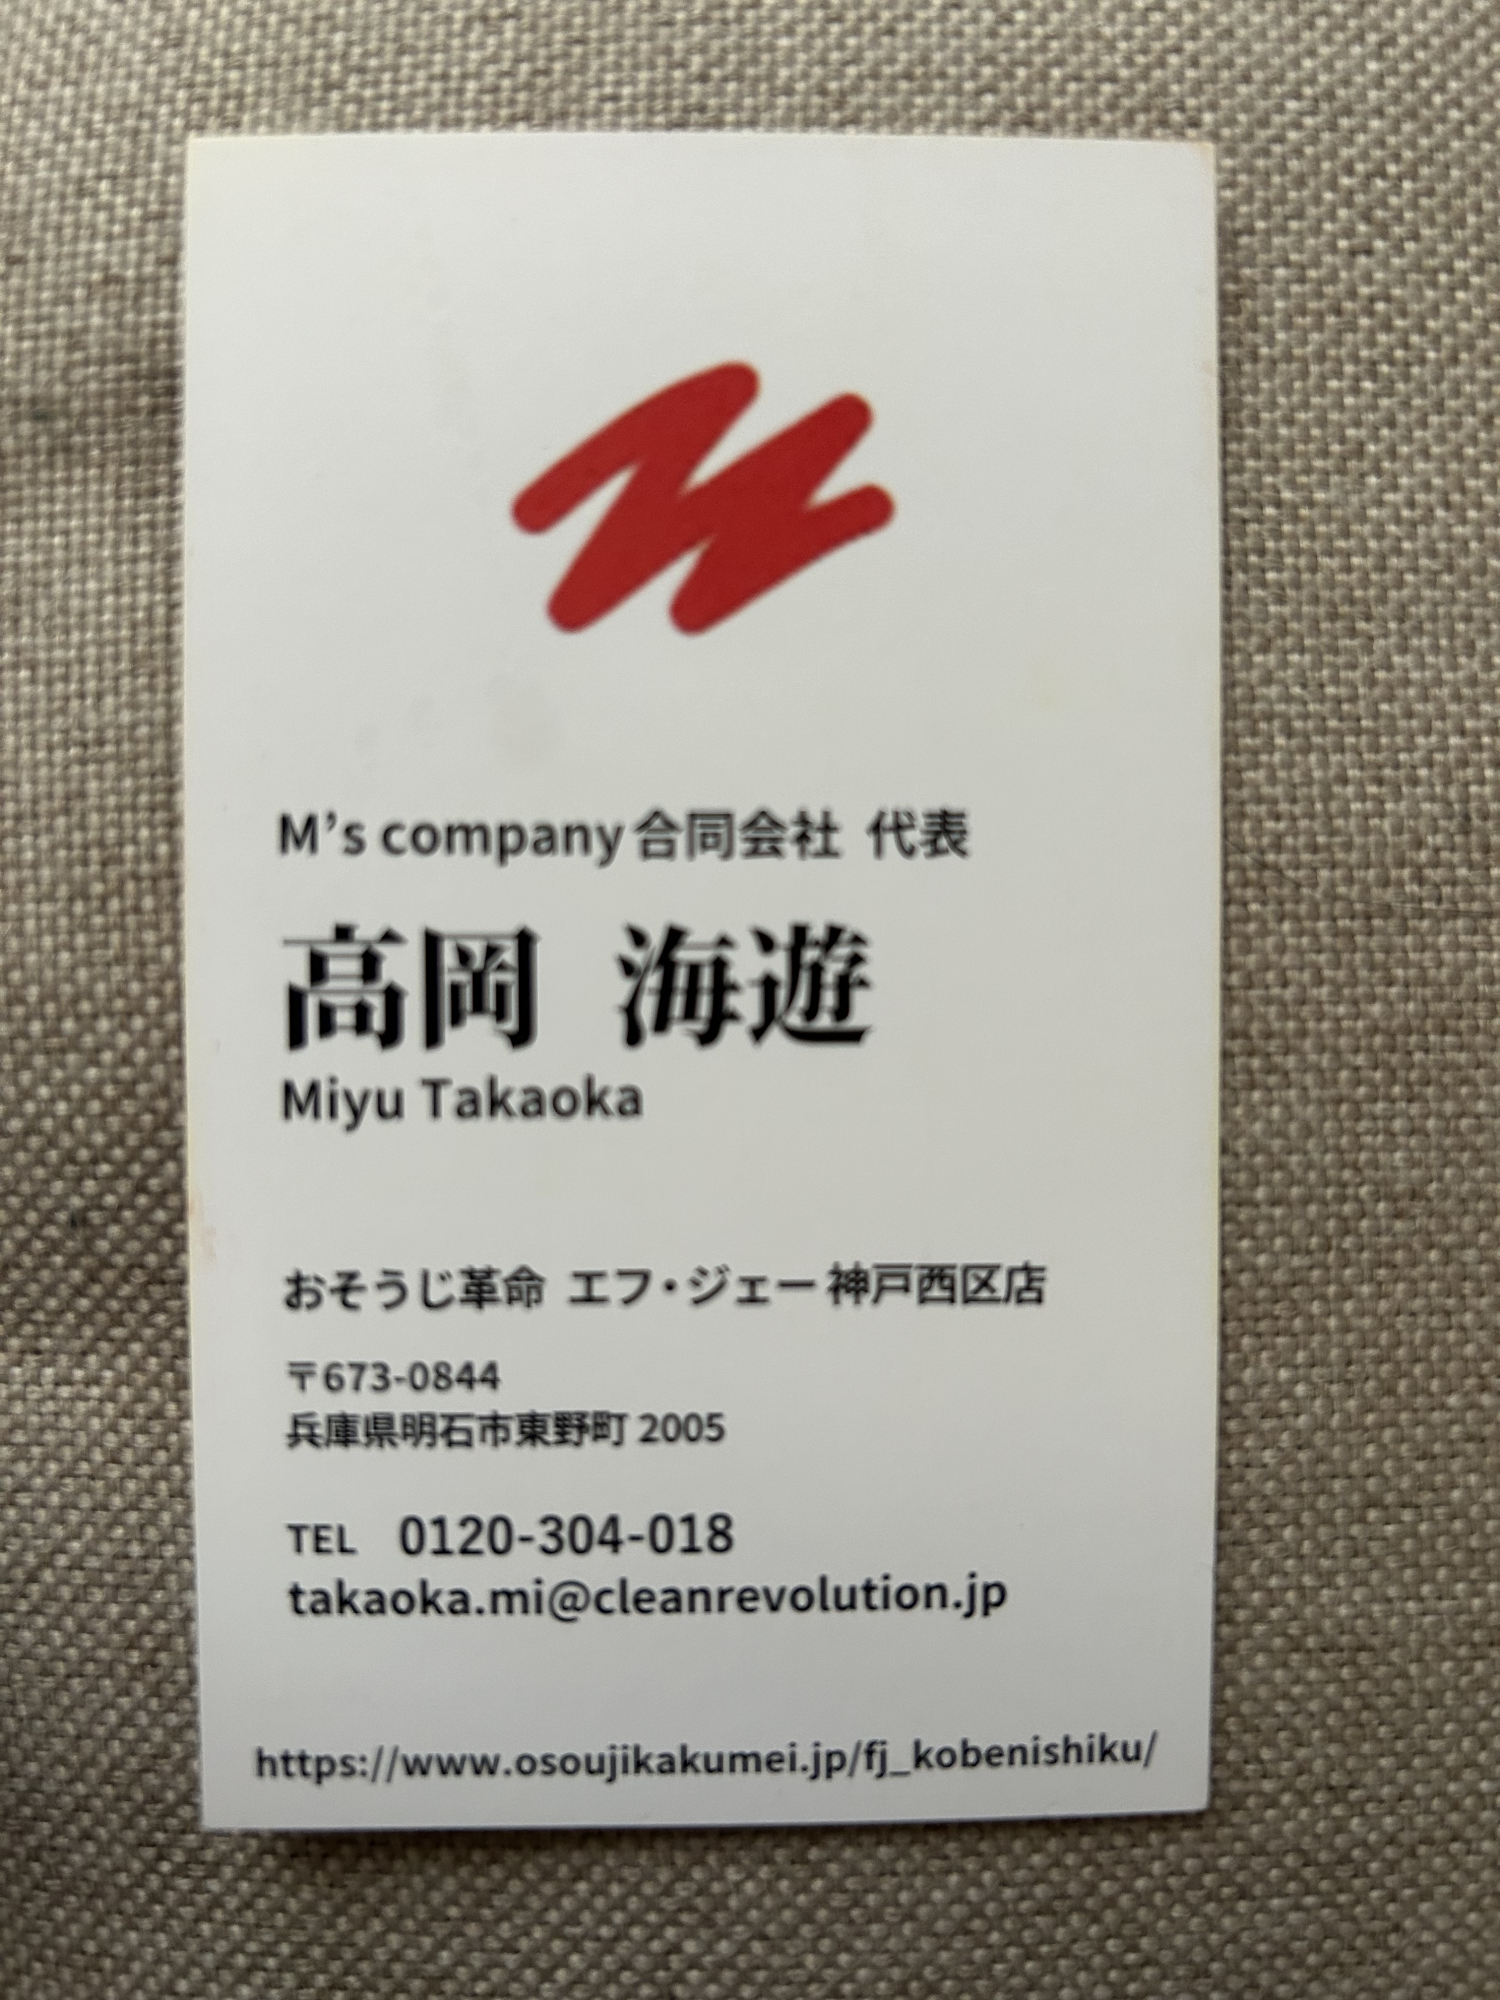 M’s company合同会社 代表
高岡 海遊
Miyu Takaoka
おそうじ革命 エフ・ジェー神戸西区店
〒673-0844
兵庫県明石市東野町 2005
TEL 0120-304-018
takaoka.mi@cleanrevolution.jp
https://www.osoujikakumei.jp/fj_kobenishiku/